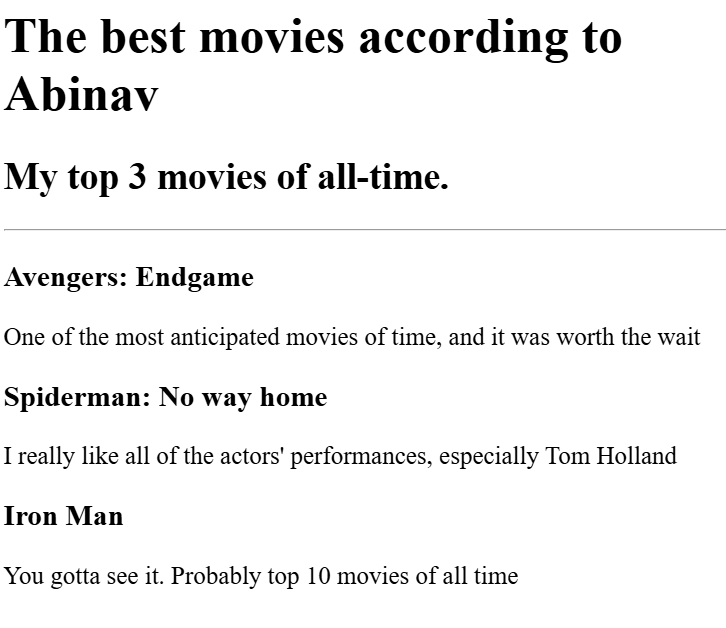 The best movies according to
Abinav
My top 3 movies of all-time.
Avengers: Endgame
One of the most anticipated movies of time, and it was worth the wait
Spiderman: No way home
I really like all of the actors' performances, especially Tom Holland
Iron Man
You gotta see it. Probably top 10 movies of all time